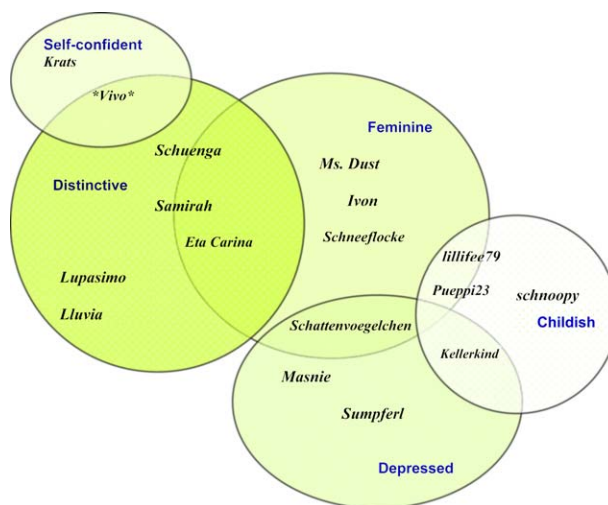 Self-confident
Krats
*Vivo*
Feminine
Schuenga
Ms. Dust
Distinctive
Ivon
Samirah
Schneeflocke
Eta Carina
lillifee79
Lupasimo
Pueppi23
schnoopy
Lluvia
Schattenvoegelchen
Childish
Kellerkind
Masnie
Sumpferl
Depressed